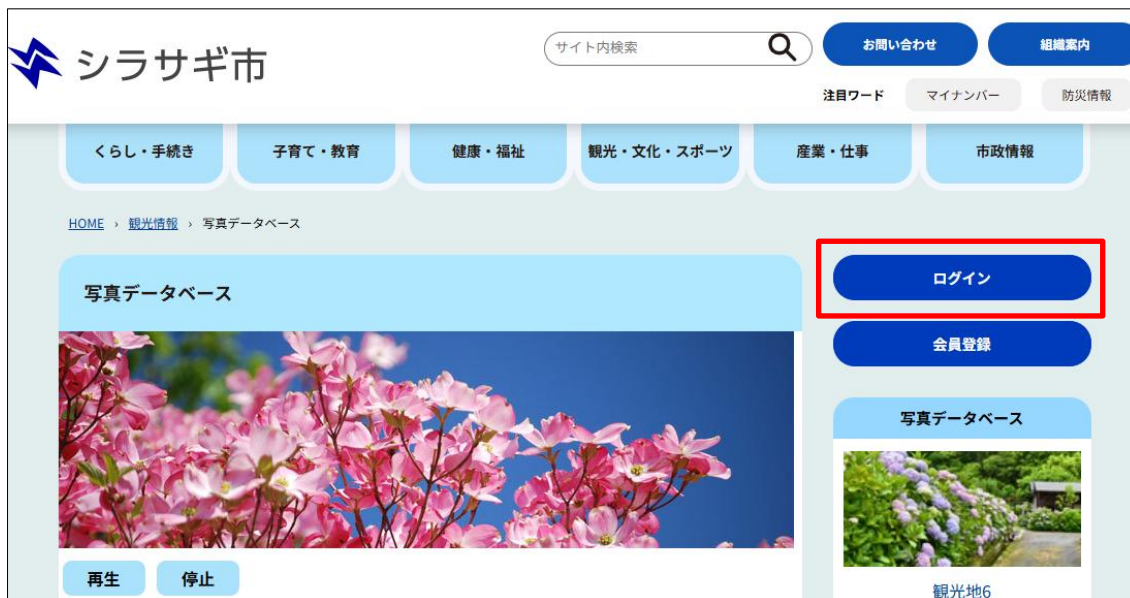 シラサギ市
サイト内検索
お問い合わせ
組織案内
注目ワード
マイナンバー
防災情報
くらし・手続き
子育て・教育
健康・福祉
観光・文化・スポーツ
産業・仕事
市政情報
HOME › 観光情報 › 写真データベース
写真データベース
再生
停止
ログイン
会員登録
写真データベース
観光地6